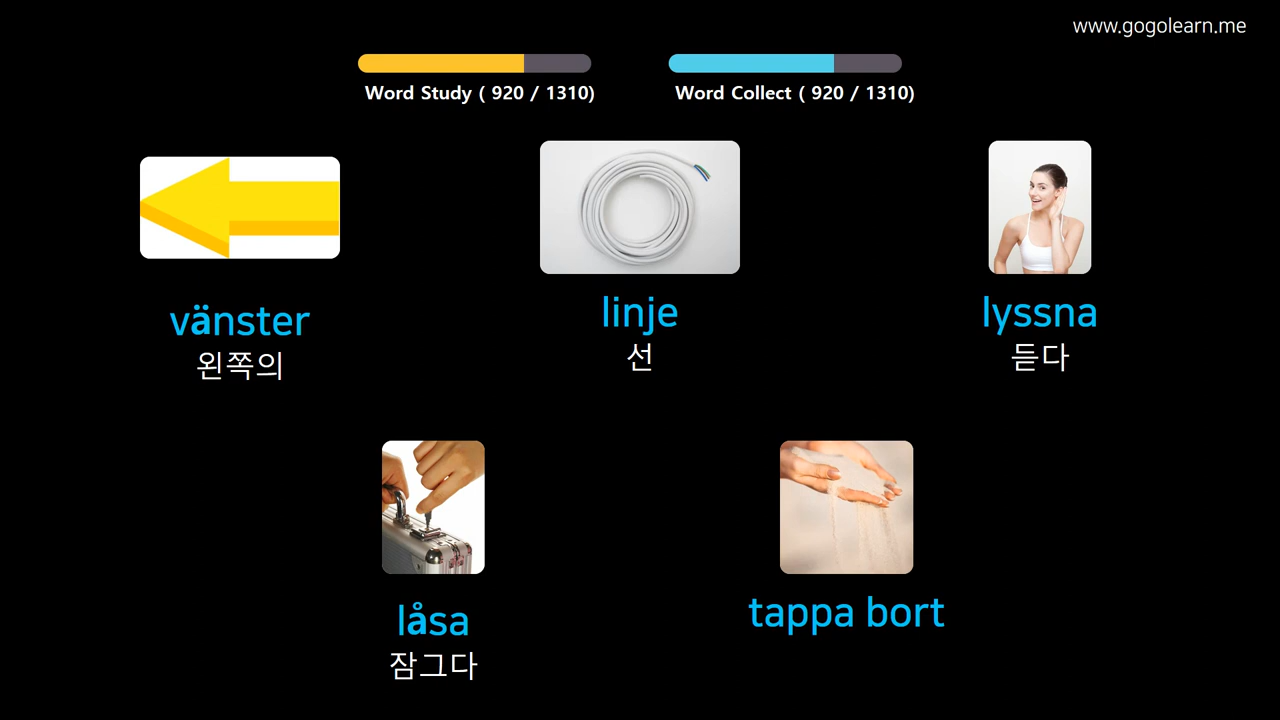 www.gogolearn.me
Word Study ( 920 / 1310)
Word Collect ( 920 / 1310)
vänster
왼쪽의
linje
선
lyssna
듣다
låsa
잠그다
tappa bort